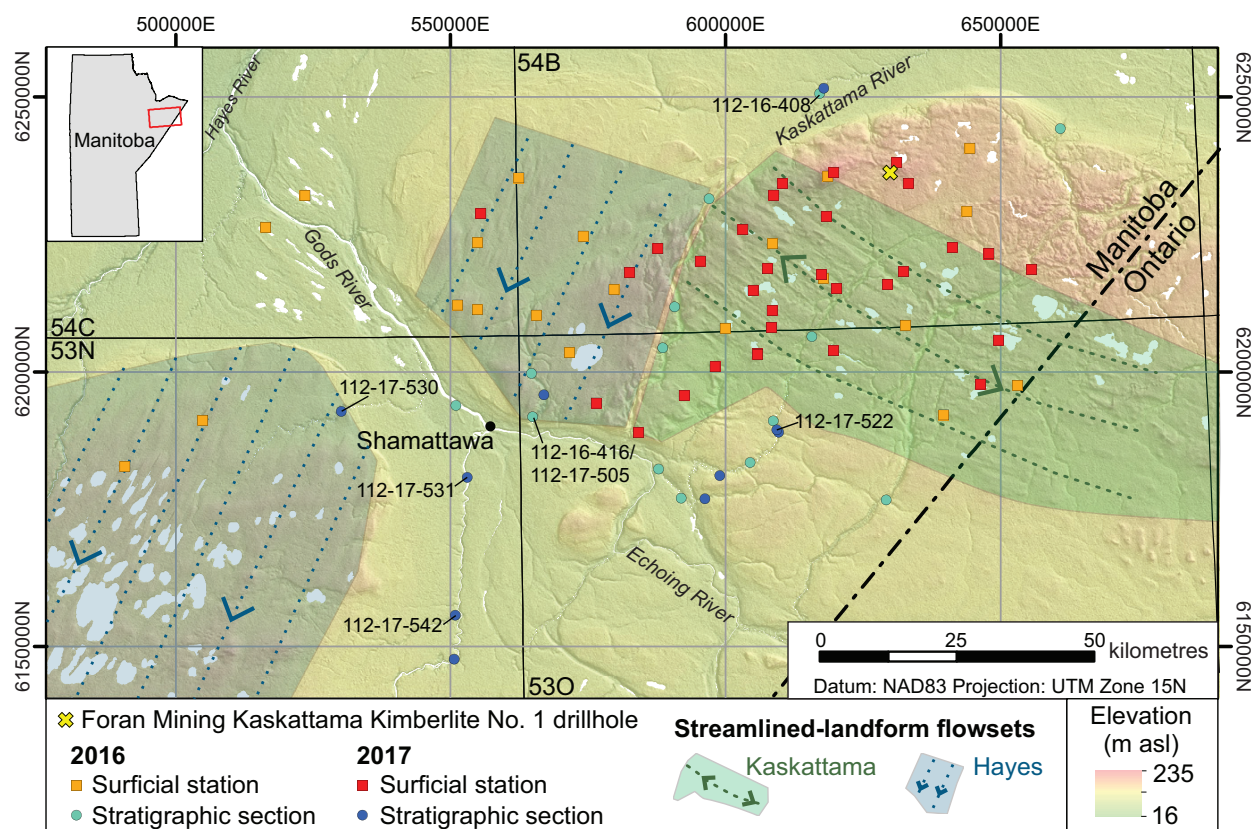 500000E
550000E
600000E
650000E
6250000N
6200000N
6150000N
6250000N
6200000N
6150000N
Manitoba
Hayes River
54B
Kaskattama River
112-16-408
Gods River
Manitoba
Ontario
54C
53N
112-17-530
Shamattawa
112-16-416/
112-17-505
112-17-522
112-17-531
Echoing River
112-17-542
53O
0
25
50
kilometres
Datum: NAD83 Projection: UTM Zone 15N
Foran Mining Kaskattama Kimberlite No. 1 drillhole
2016
Surficial station
Stratigraphic section
2017
Surficial station
Stratigraphic section
Streamlined-landform flowsets
Kaskattama
Hayes
Elevation
(m asl)
235
16